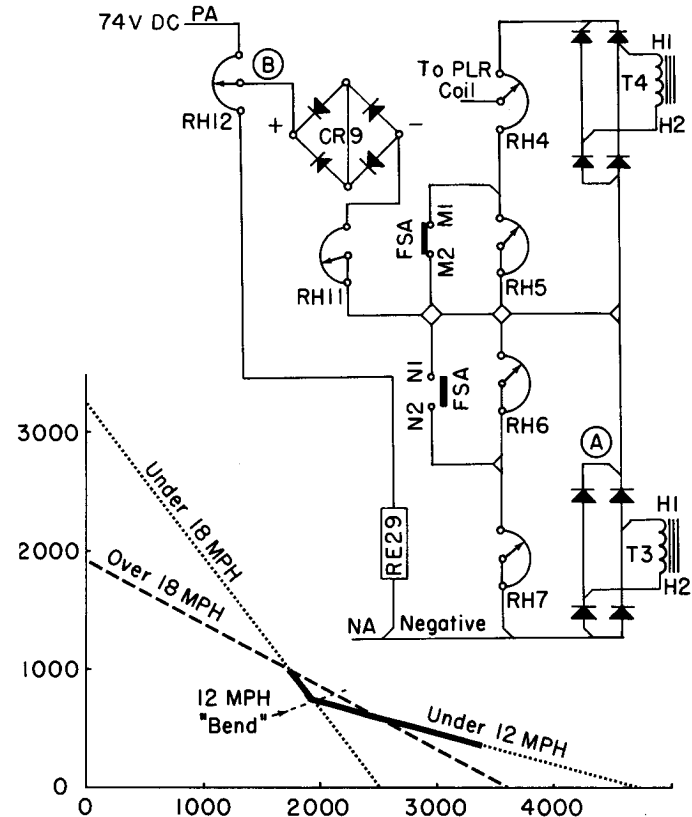 74V DC PA
B
RH12
+
CR9
-
To PLR
Coil
RH4
H1
T4
H2
FSA
M1
M2
RH5
RH11
N1
N2
FSA
RH6
A
RE29
RH7
H1
T3
H2
NA Negative
3000
2000
1000
0
Under 18 MPH
Over 18 MPH
12 MPH
"Bend"
Under 12 MPH
0 1000 2000 3000 4000